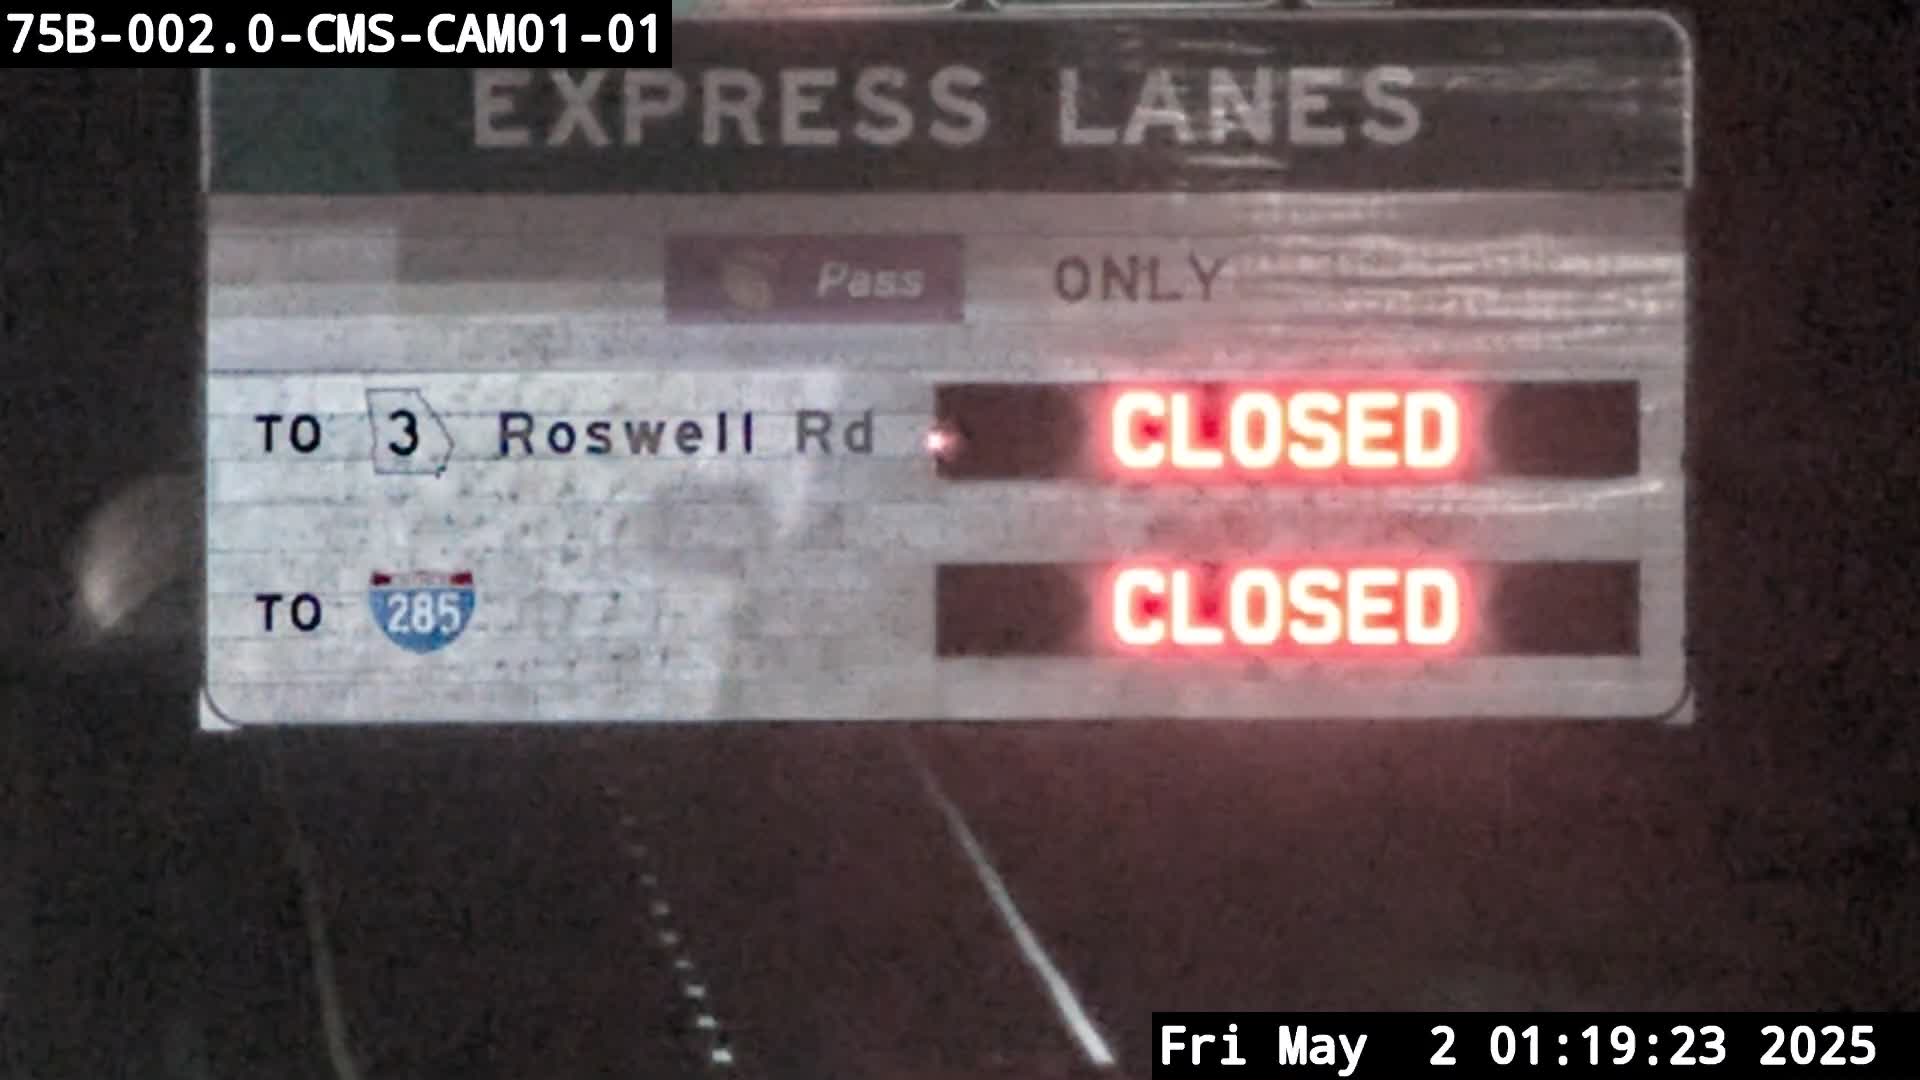 75B-002.0-CMS-CAM01-01
EXPRESS LANES
Pass ONLY
TO 3 Roswell Rd CLOSED
TO 285 CLOSED
Fri May 2 01:19:23 2025